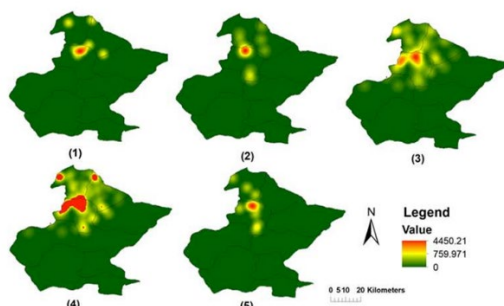 (1)
(2)
(3)
(4)
(5)
N
Legend
Value
4450.21
759.971
0
0 5 10 20 Kilometers